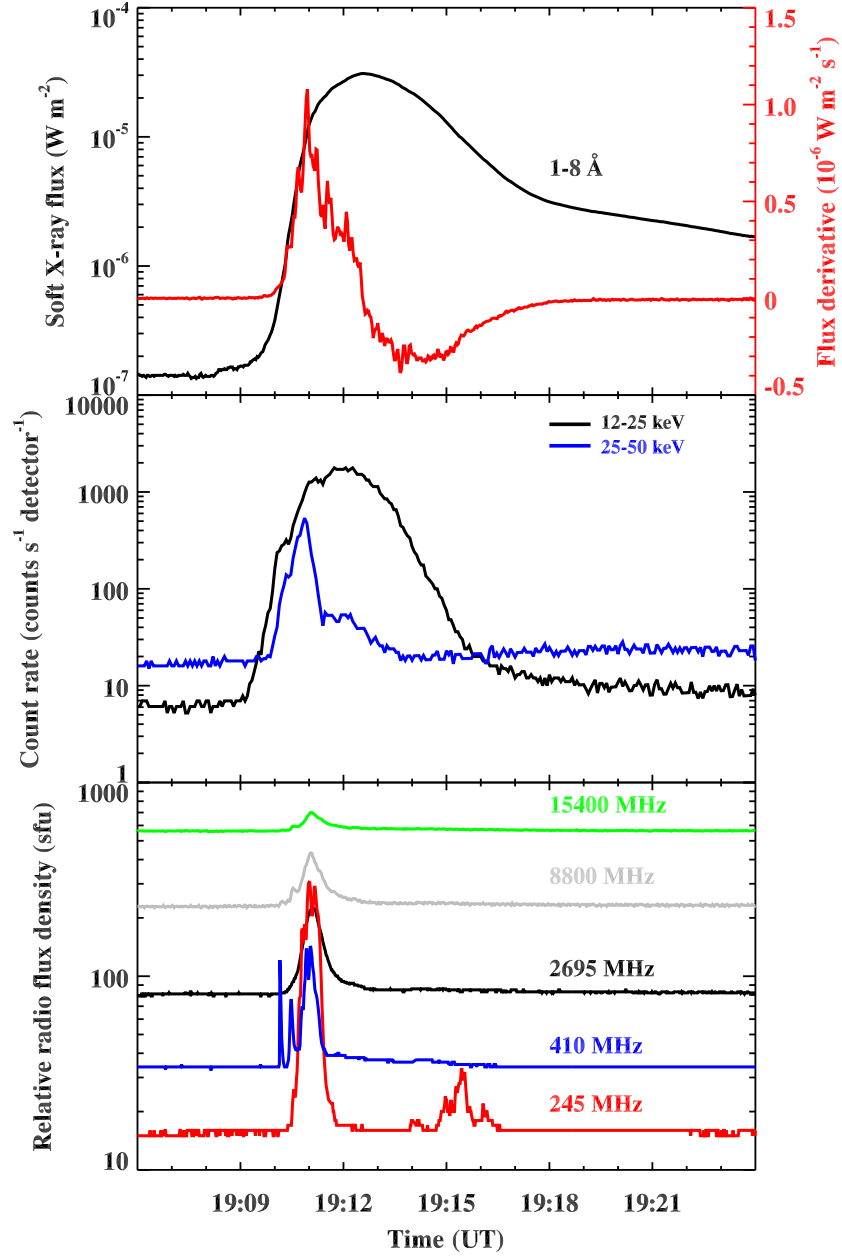 Soft X-ray flux (W m⁻²)
10⁻⁴
10⁻⁵
10⁻⁶
10⁻⁷
1-8 Å
1.5
1.0
0.5
0
-0.5
Flux derivative (10⁻⁶ W m⁻² s⁻¹)
Count rate (counts s⁻¹ detector⁻¹)
10000
1000
100
10
1
12-25 keV
25-50 keV
Relative radio flux density (sfu)
1000
100
10
15400 MHz
8800 MHz
2695 MHz
410 MHz
245 MHz
19:09 19:12 19:15 19:18 19:21
Time (UT)